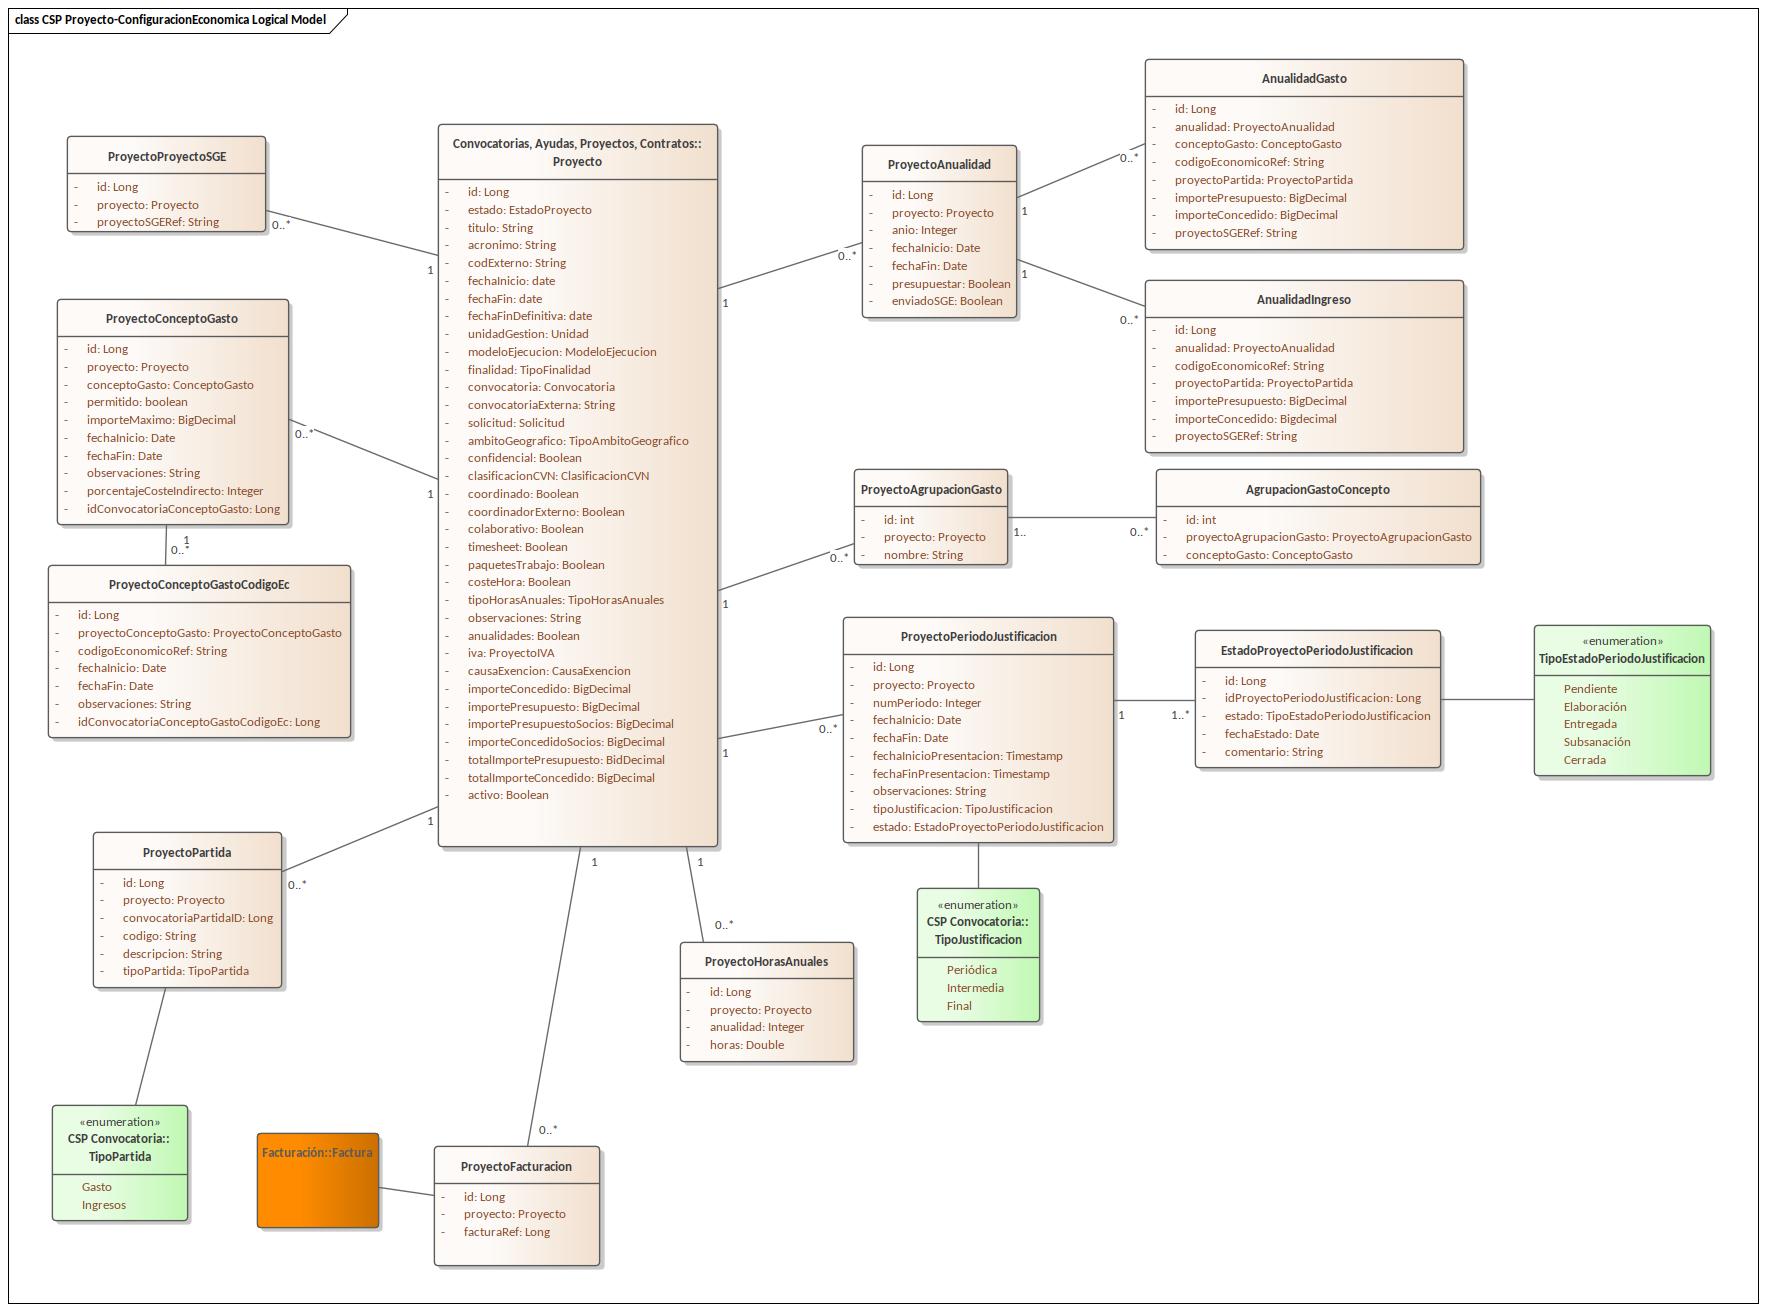 class CSP Proyecto-ConfiguracionEconomica Logical Model
ProyectoProyectoSGE
- id: Long
- proyecto: Proyecto
- proyectoSGERef: String
0..*
1
ProyectoConceptoGasto
- id: Long
- proyecto: Proyecto
- conceptoGasto: ConceptoGasto
- permitido: boolean
- importeMaximo: BigDecimal
- fechaInicio: Date
- fechaFin: Date
- observaciones: String
- porcentajeCosteIndirecto: Integer
- idConvocatoriaConceptoGasto: Long
0..*
1
1
0..*
ProyectoConceptoGastoCodigoEc
- id: Long
- proyectoConceptoGasto: ProyectoConceptoGasto
- codigoEconomicoRef: String
- fechaInicio: Date
- fechaFin: Date
- observaciones: String
- idConvocatoriaConceptoGastoCodigoEc: Long
Convocatorias, Ayudas, Proyectos, Contratos::
Proyecto
- id: Long
- estado: EstadoProyecto
- titulo: String
- acronimo: String
- codExterno: String
- fechaInicio: date
- fechaFin: date
- fechaFinDefinitiva: date
- unidadGestion: Unidad
- modeloEjecucion: ModeloEjecucion
- finalidad: TipoFinalidad
- convocatoria: Convocatoria
- convocatoriaExterna: String
- solicitud: Solicitud
- ambitoGeografico: TipoAmbitoGeografico
- confidencial: Boolean
- clasificacionCVN: ClasificacionCVN
- coordinado: Boolean
- coordinadorExterno: Boolean
- colaborativo: Boolean
- timesheet: Boolean
- paquetesTrabajo: Boolean
- costeHora: Boolean
- tipoHorasAnuales: TipoHorasAnuales
- observaciones: String
- anualidades: Boolean
- iva: ProyectoIVA
- causaExencion: CausaExencion
- importeConcedido: BigDecimal
- importePresupuesto: BigDecimal
- importePresupuestoSocios: BigDecimal
- importeConcedidoSocios: BigDecimal
- totalImportePresupuesto: BidDecimal
- totalImporteConcedido: BigDecimal
- activo: Boolean
1
0..*
ProyectoAnualidad
- id: Long
- proyecto: Proyecto
- anio: Integer
- fechaInicio: Date
- fechaFin: Date
- presupuestar: Boolean
- enviadoSGE: Boolean
1
0..*
AnualidadGasto
- id: Long
- anualidad: ProyectoAnualidad
- conceptoGasto: ConceptoGasto
- codigoEconomicoRef: String
- proyectoPartida: ProyectoPartida
- importePresupuesto: BigDecimal
- importeConcedido: BigDecimal
- proyectoSGERef: String
1
0..*
AnualidadIngreso
- id: Long
- anualidad: ProyectoAnualidad
- codigoEconomicoRef: String
- proyectoPartida: ProyectoPartida
- importePresupuesto: BigDecimal
- importeConcedido: Bigdecimal
- proyectoSGERef: String
1
0..*
ProyectoAgrupacionGasto
- id: int
- proyecto: Proyecto
- nombre: String
1..
0..*
AgrupacionGastoConcepto
- id: int
- proyectoAgrupacionGasto: ProyectoAgrupacionGasto
- conceptoGasto: ConceptoGasto
1
0..*
ProyectoPeriodoJustificacion
- id: Long
- proyecto: Proyecto
- numPeriodo: Integer
- fechaInicio: Date
- fechaFin: Date
- fechaInicioPresentacion: Timestamp
- fechaFinPresentacion: Timestamp
- observaciones: String
- tipoJustificacion: TipoJustificacion
- estado: EstadoProyectoPeriodoJustificacion
1
1..*
EstadoProyectoPeriodoJustificacion
- id: Long
- idProyectoPeriodoJustificacion: Long
- estado: TipoEstadoPeriodoJustificacion
- fechaEstado: Date
- comentario: String
«enumeration»
TipoEstadoPeriodoJustificacion
Pendiente
Elaboración
Entregada
Subsanación
Cerrada
«enumeration»
CSP Convocatoria::
TipoJustificacion
Periódica
Intermedia
Final
1
0..*
ProyectoPartida
- id: Long
- proyecto: Proyecto
- convocatoriaPartidaID: Long
- codigo: String
- descripcion: String
- tipoPartida: TipoPartida
«enumeration»
CSP Convocatoria::
TipoPartida
Gasto
Ingresos
1
0..*
ProyectoHorasAnuales
- id: Long
- proyecto: Proyecto
- anualidad: Integer
- horas: Double
1
0..*
Facturación::Factura
ProyectoFacturacion
- id: Long
- proyecto: Proyecto
- facturaRef: Long